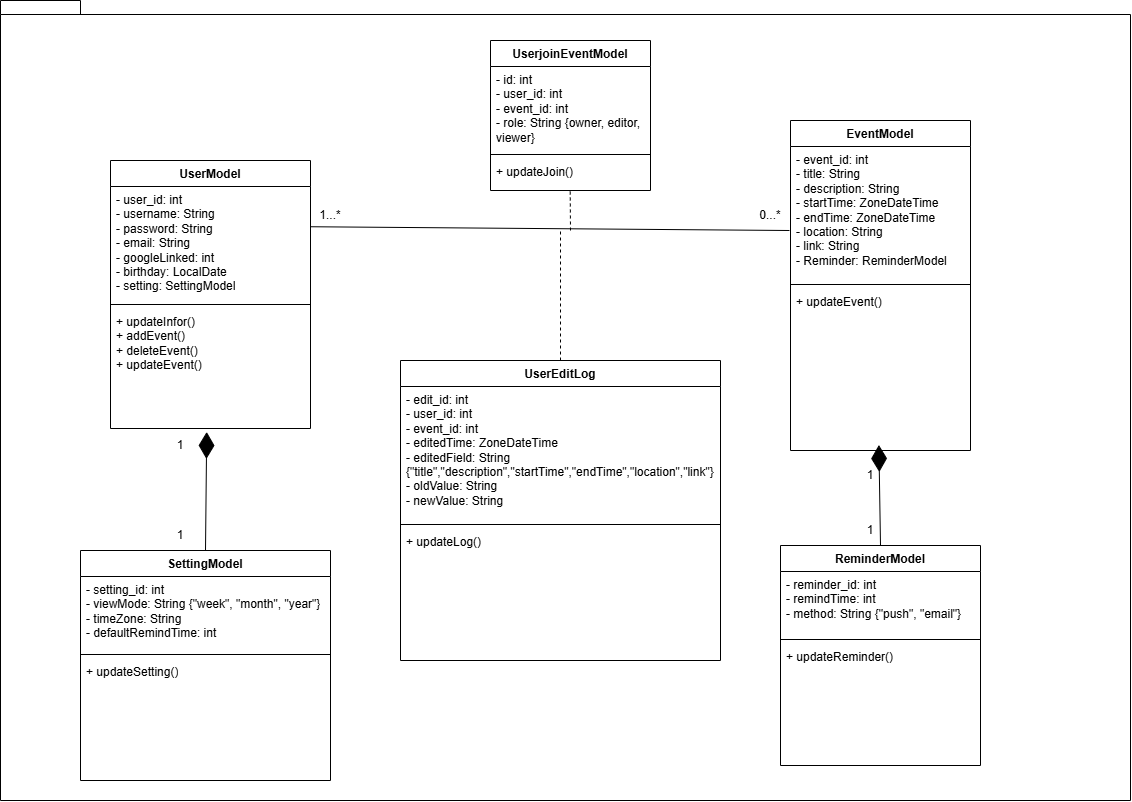 UserjoinEventModel
- id: int
- user_id: int
- event_id: int
- role: String {owner, editor,
viewer}
+ updateJoin()
UserModel
- user_id: int
- username: String
- password: String
- email: String
- googleLinked: int
- birthday: LocalDate
- setting: SettingModel
+ updateInfor()
+ addEvent()
+ deleteEvent()
+ updateEvent()
1...*
0...*
EventModel
- event_id: int
- title: String
- description: String
- startTime: ZoneDateTime
- endTime: ZoneDateTime
- location: String
- link: String
- Reminder: ReminderModel
+ updateEvent()
UserEditLog
- edit_id: int
- user_id: int
- event_id: int
- editedTime: ZoneDateTime
- editedField: String
{"title","description","startTime","endTime","location","link"}
- oldValue: String
- newValue: String
+ updateLog()
1
1
SettingModel
- setting_id: int
- viewMode: String {"week", "month", "year"}
- timeZone: String
- defaultRemindTime: int
+ updateSetting()
1
1
ReminderModel
- reminder_id: int
- remindTime: int
- method: String {"push", "email"}
+ updateReminder()